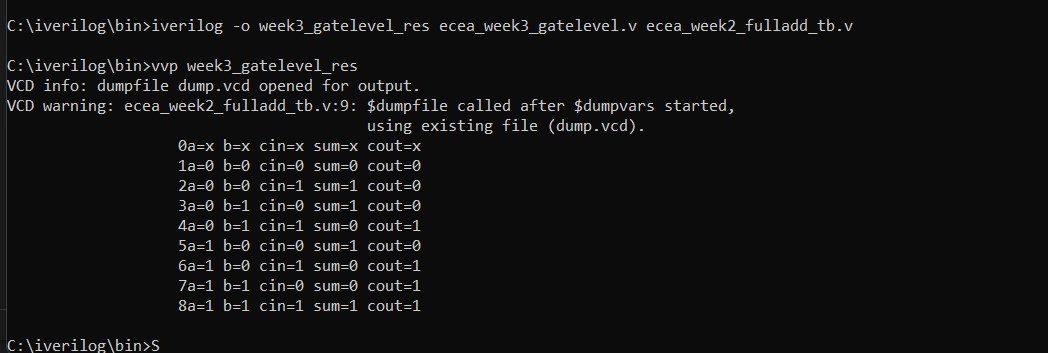 C:\iverilog\bin>iverilog -o week3_gatelevel_res ecea_week3_gatelevel.v ecea_week2_fulladd_tb.v
C:\iverilog\bin>vvp week3_gatelevel_res
VCD info: dumpfile dump.vcd opened for output.
VCD warning: ecea_week2_fulladd_tb.v:9: $dumpfile called after $dumpvars started,
using existing file (dump.vcd).
0a=x b=x cin=x sum=x cout=x
1a=0 b=0 cin=0 sum=0 cout=0
2a=0 b=0 cin=1 sum=1 cout=0
3a=0 b=1 cin=0 sum=1 cout=0
4a=0 b=1 cin=1 sum=0 cout=1
5a=1 b=0 cin=0 sum=1 cout=0
6a=1 b=0 cin=1 sum=0 cout=1
7a=1 b=1 cin=0 sum=0 cout=1
8a=1 b=1 cin=1 sum=1 cout=1
C:\iverilog\bin>S